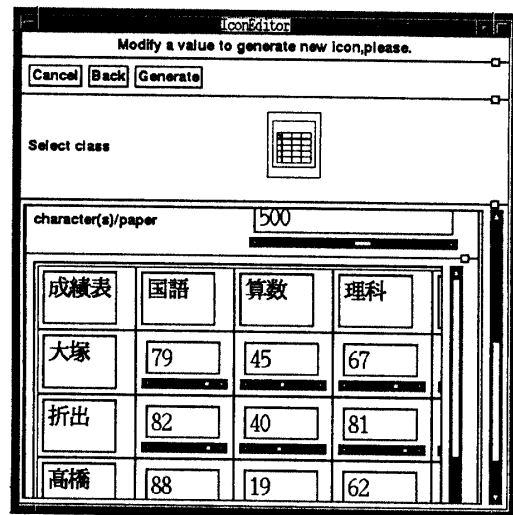 IconEditor
Modify a value to generate new icon,please.
Cancel Back Generate
Select class
character(s)/paper 500
成績表 国語 算数 理科
大塚 79 45 67
折出 82 40 81
高橋 88 19 62